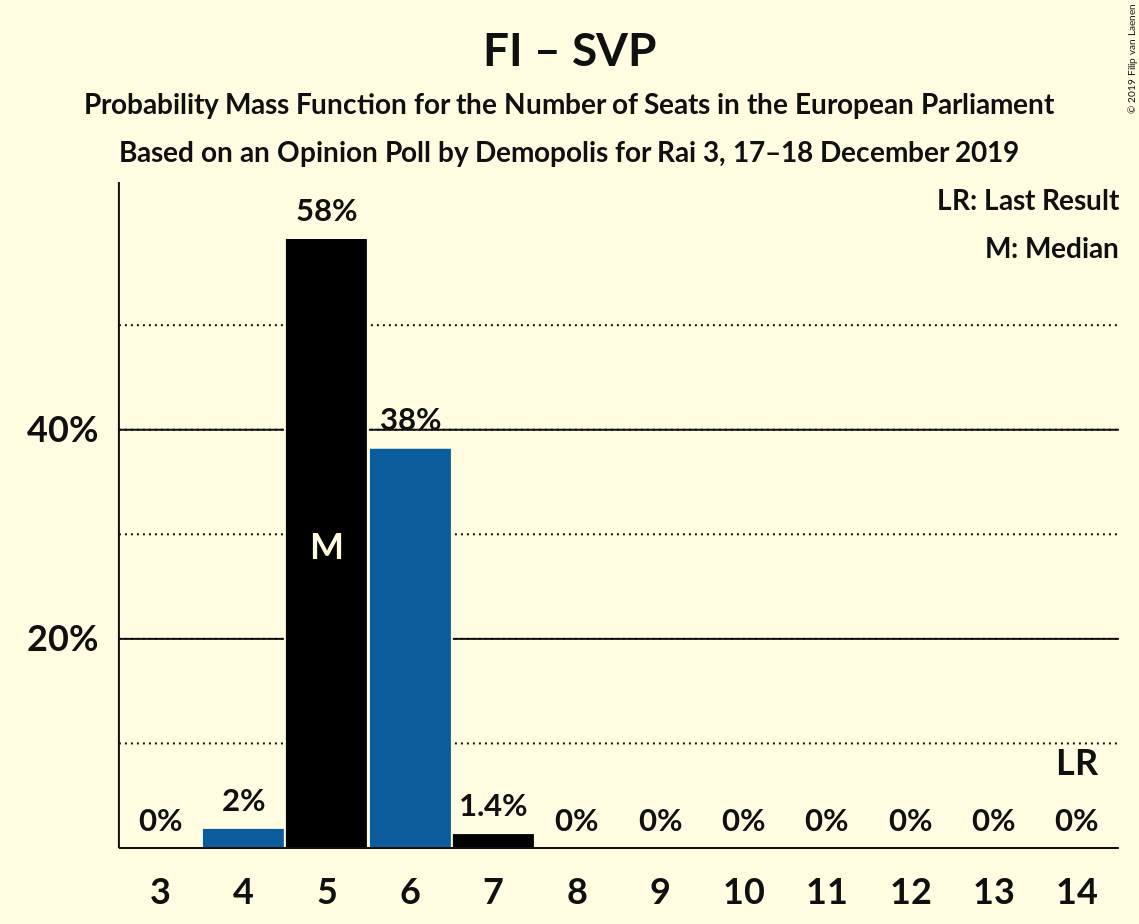 FI – SVP
Probability Mass Function for the Number of Seats in the European Parliament
Based on an Opinion Poll by Demopolis for Rai 3, 17–18 December 2019
© 2019 Filip van Laenen
LR: Last Result
M: Median
58%
40%
38%
M
20%
LR
0%
2%
1.4%
0%
0%
0%
0%
0%
0%
0%
3 4 5 6 7 8 9 10 11 12 13 14